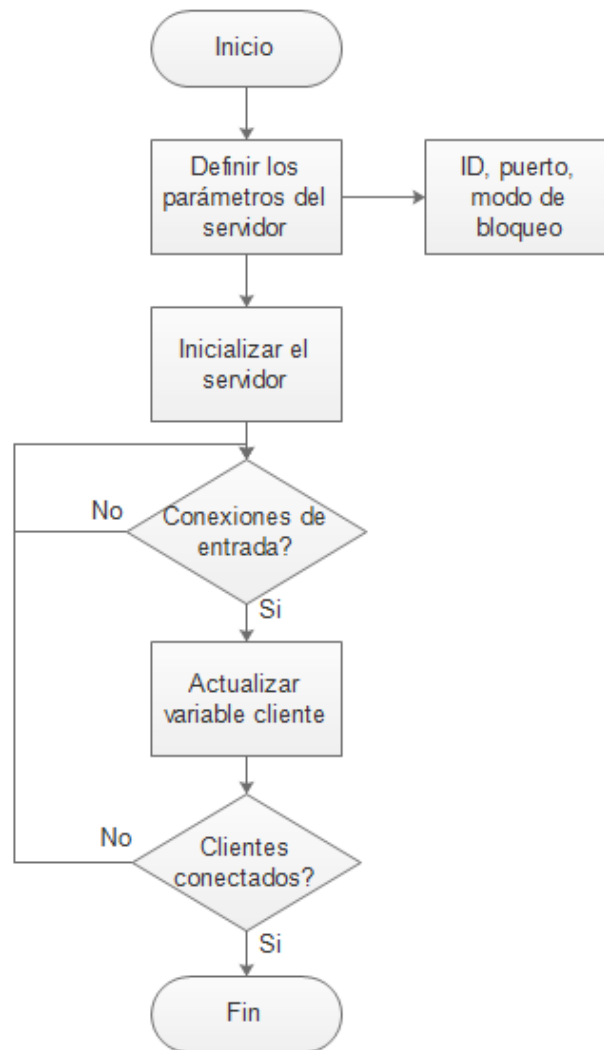 Inicio
Definir los
parámetros del
servidor
ID, puerto,
modo de
bloqueo
Inicializar el
servidor
No
Conexiones de
entrada?
Si
Actualizar
variable cliente
No
Clientes
conectados?
Si
Fin